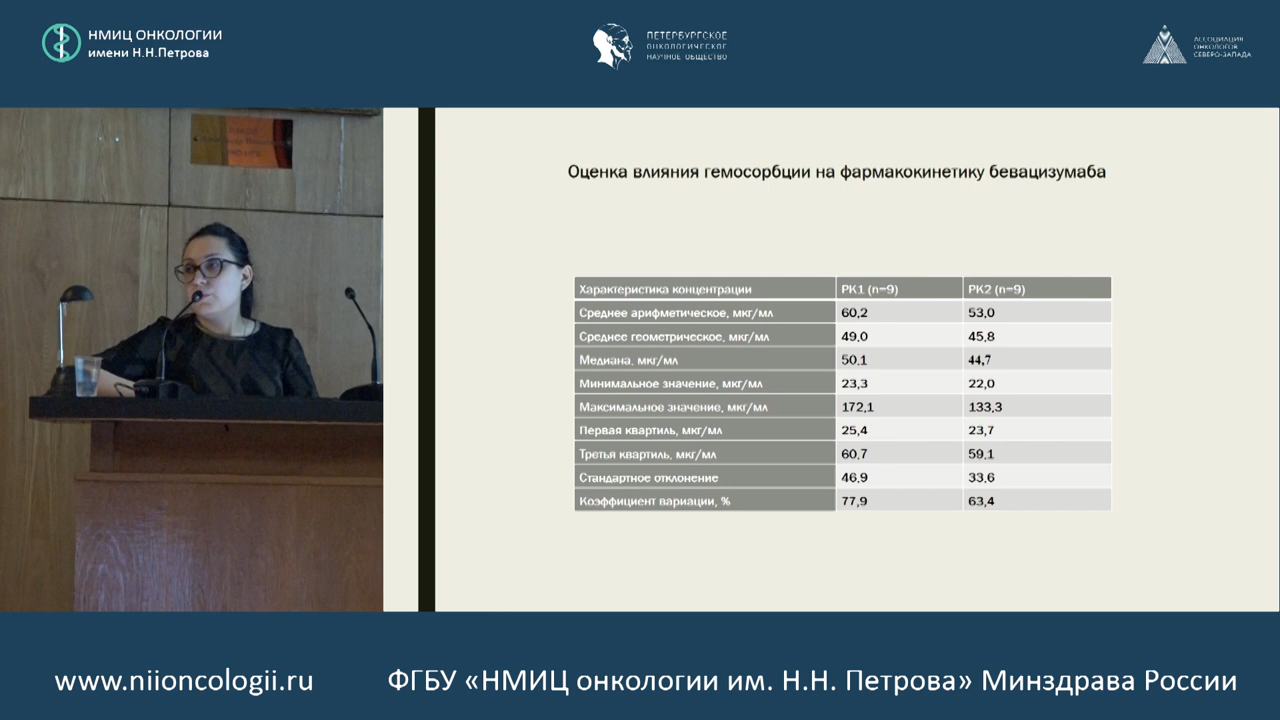 НМИЦ ОНКОЛОГИИ
имени Н.Н.Петрова
ПЕТЕРБУРГСКОЕ
ОНКОЛОГИЧЕСКОЕ
НАУЧНОЕ ОБЩЕСТВО
АССОЦИАЦИЯ
ОНКОЛОГОВ
СЕВЕРО-ЗАПАДА
Оценка влияния гемосорбции на фармакокинетику бевацизумаба
Характеристика концентрации РК1 (n=9) РК2 (n=9)
Среднее арифметическое, мкг/мл 60,2 53,0
Среднее геометрическое, мкг/мл 49,0 45,8
Медиана, мкг/мл 50,1 44,7
Минимальное значение, мкг/мл 23,3 22,0
Максимальное значение, мкг/мл 172,1 133,3
Первая квартиль, мкг/мл 25,4 23,7
Третья квартиль, мкг/мл 60,7 59,1
Стандартное отклонение 46,9 33,6
Коэффициент вариации, % 77,9 63,4
www.niioncologii.ru
ФГБУ «НМИЦ онкологии им. Н.Н. Петрова» Минздрава России